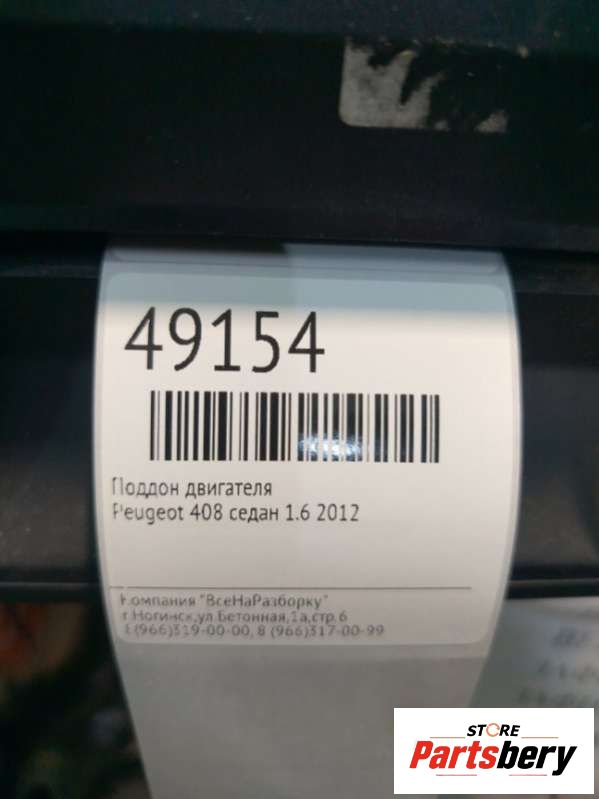 49154
Поддон двигателя
Peugeot 408 седан 1.6 2012
Компания "ВсеНаРазборку"
г.Ногинск,ул.Бетонная,1а,стр.6
8 (966)319-00-00, 8 (966)317-00-99
STORE
Partsbery